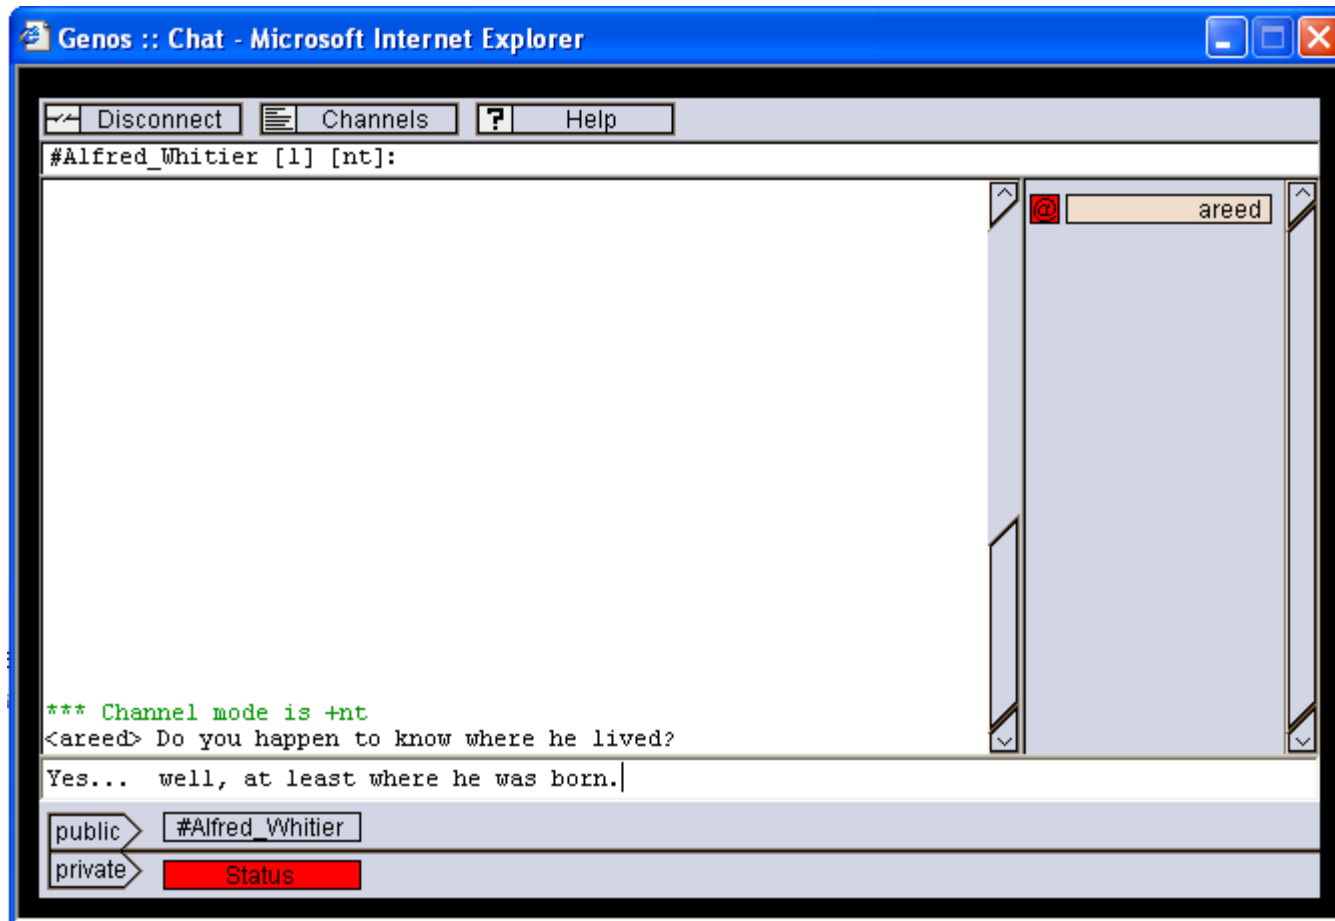 Genos :: Chat - Microsoft Internet Explorer
Disconnect Channels ? Help
#Alfred_Whitier [1] [nt]:
@ areed
*** Channel mode is +nt
<areed> Do you happen to know where he lived?
Yes... well, at least where he was born.
public #Alfred_Whitier
private Status